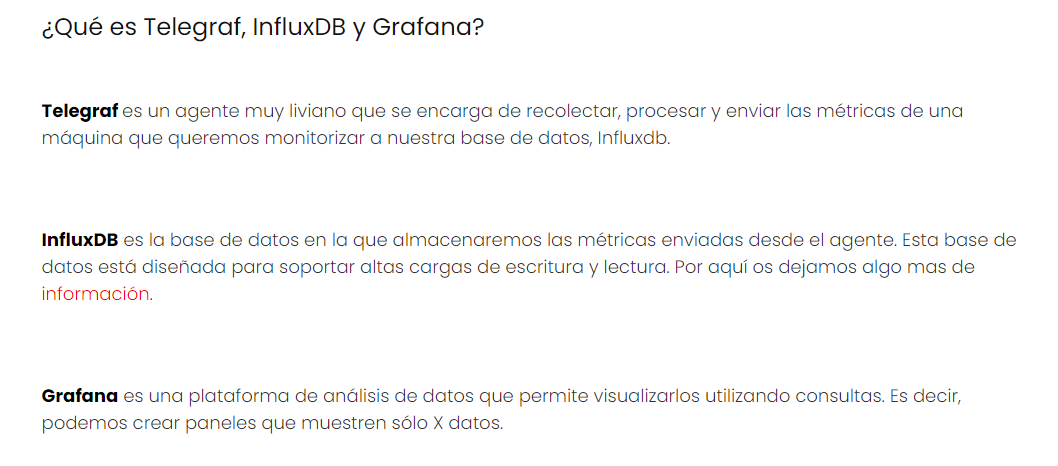 ¿Qué es Telegraf, InfluxDB y Grafana?
Telegraf es un agente muy liviano que se encarga de recolectar, procesar y enviar las métricas de una
máquina que queremos monitorizar a nuestra base de datos, Influxdb.
InfluxDB es la base de datos en la que almacenaremos las métricas enviadas desde el agente. Esta base de
datos está diseñada para soportar altas cargas de escritura y lectura. Por aquí os dejamos algo mas de
información.
Grafana es una plataforma de análisis de datos que permite visualizarlos utilizando consultas. Es decir,
podemos crear paneles que muestren sólo X datos.